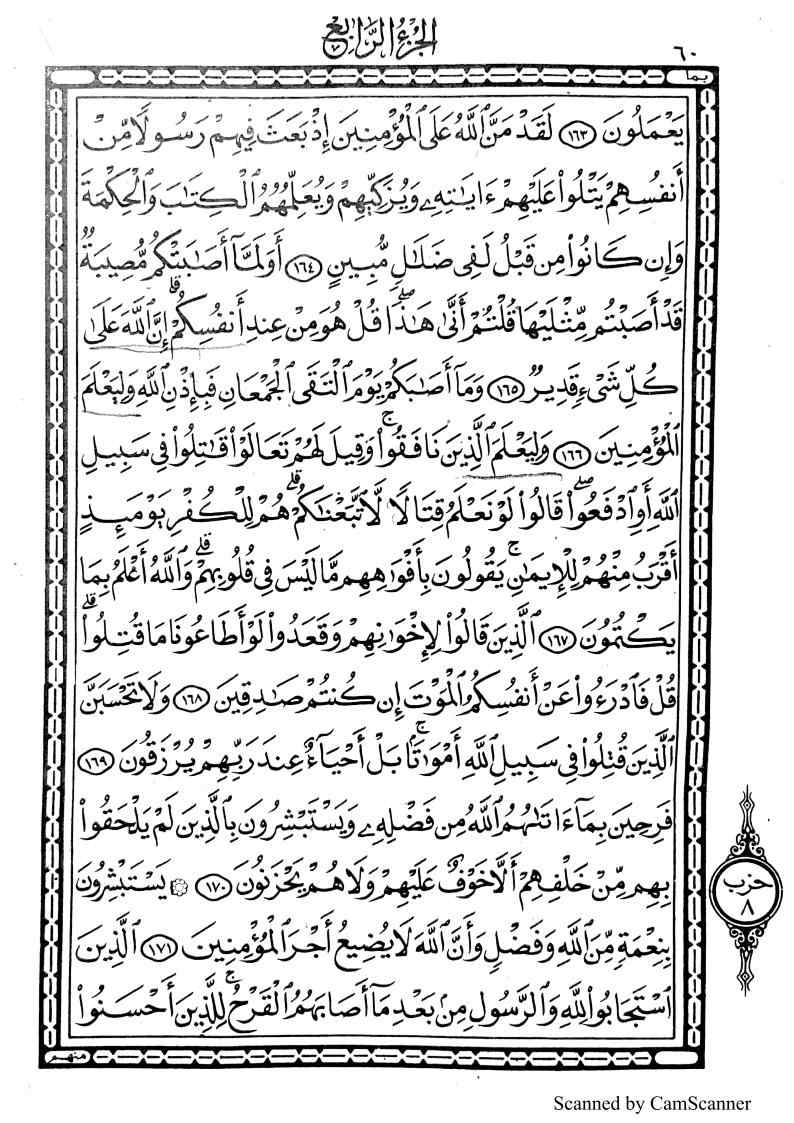 الجزء الرابع
٦٠
بما
يَعْمَلُونَ ١٦٣ لَقَدْ مَنَّ ٱللَّهُ عَلَى ٱلْمُؤْمِنِينَ إِذْ بَعَثَ فِيهِمْ رَسُولًا مِّنْ
أَنفُسِهِمْ يَتْلُوا۟ عَلَيْهِمْ ءَايَٰتِهِۦ وَيُزَكِّيهِمْ وَيُعَلِّمُهُمُ ٱلْكِتَٰبَ وَٱلْحِكْمَةَ
وَإِن كَانُوا۟ مِن قَبْلُ لَفِى ضَلَٰلٍ مُّبِينٍ ١٦٤ أَوَلَمَّآ أَصَٰبَتْكُم مُّصِيبَةٌ
قَدْ أَصَبْتُم مِّثْلَيْهَا قُلْتُمْ أَنَّىٰ هَٰذَا ۖ قُلْ هُوَ مِنْ عِندِ أَنفُسِكُمْ ۗ إِنَّ ٱللَّهَ عَلَىٰ
كُلِّ شَىْءٍ قَدِيرٌ ١٦٥ وَمَآ أَصَٰبَكُمْ يَوْمَ ٱلْتَقَى ٱلْجَمْعَانِ فَبِإِذْنِ ٱللَّهِ وَلِيَعْلَمَ
ٱلْمُؤْمِنِينَ ١٦٦ وَلِيَعْلَمَ ٱلَّذِينَ نَافَقُوا۟ ۚ وَقِيلَ لَهُمْ تَعَالَوْا۟ قَٰتِلُوا۟ فِى سَبِيلِ
ٱللَّهِ أَوِ ٱدْفَعُوا۟ ۖ قَالُوا۟ لَوْ نَعْلَمُ قِتَالًا لَّٱتَّبَعْنَٰكُمْ ۗ هُمْ لِلْكُفْرِ يَوْمَئِذٍ
أَقْرَبُ مِنْهُمْ لِلْإِيمَٰنِ ۚ يَقُولُونَ بِأَفْوَٰهِهِم مَّا لَيْسَ فِى قُلُوبِهِمْ ۗ وَٱللَّهُ أَعْلَمُ بِمَا
يَكْتُمُونَ ١٦٧ ٱلَّذِينَ قَالُوا۟ لِإِخْوَٰنِهِمْ وَقَعَدُوا۟ لَوْ أَطَاعُونَا مَا قُتِلُوا۟ ۗ
قُلْ فَٱدْرَءُوا۟ عَنْ أَنفُسِكُمُ ٱلْمَوْتَ إِن كُنتُمْ صَٰدِقِينَ ١٦٨ وَلَا تَحْسَبَنَّ
ٱلَّذِينَ قُتِلُوا۟ فِى سَبِيلِ ٱللَّهِ أَمْوَٰتًۢا ۚ بَلْ أَحْيَآءٌ عِندَ رَبِّهِمْ يُرْزَقُونَ ١٦٩
فَرِحِينَ بِمَآ ءَاتَىٰهُمُ ٱللَّهُ مِن فَضْلِهِۦ وَيَسْتَبْشِرُونَ بِٱلَّذِينَ لَمْ يَلْحَقُوا۟
بِهِم مِّنْ خَلْفِهِمْ أَلَّا خَوْفٌ عَلَيْهِمْ وَلَا هُمْ يَحْزَنُونَ ١٧٠ ۞ يَسْتَبْشِرُونَ
حزب
٨
بِنِعْمَةٍ مِّنَ ٱللَّهِ وَفَضْلٍ وَأَنَّ ٱللَّهَ لَا يُضِيعُ أَجْرَ ٱلْمُؤْمِنِينَ ١٧١ ٱلَّذِينَ
ٱسْتَجَابُوا۟ لِلَّهِ وَٱلرَّسُولِ مِنۢ بَعْدِ مَآ أَصَابَهُمُ ٱلْقَرْحُ ۚ لِلَّذِينَ أَحْسَنُوا۟
منهم
Scanned by CamScanner